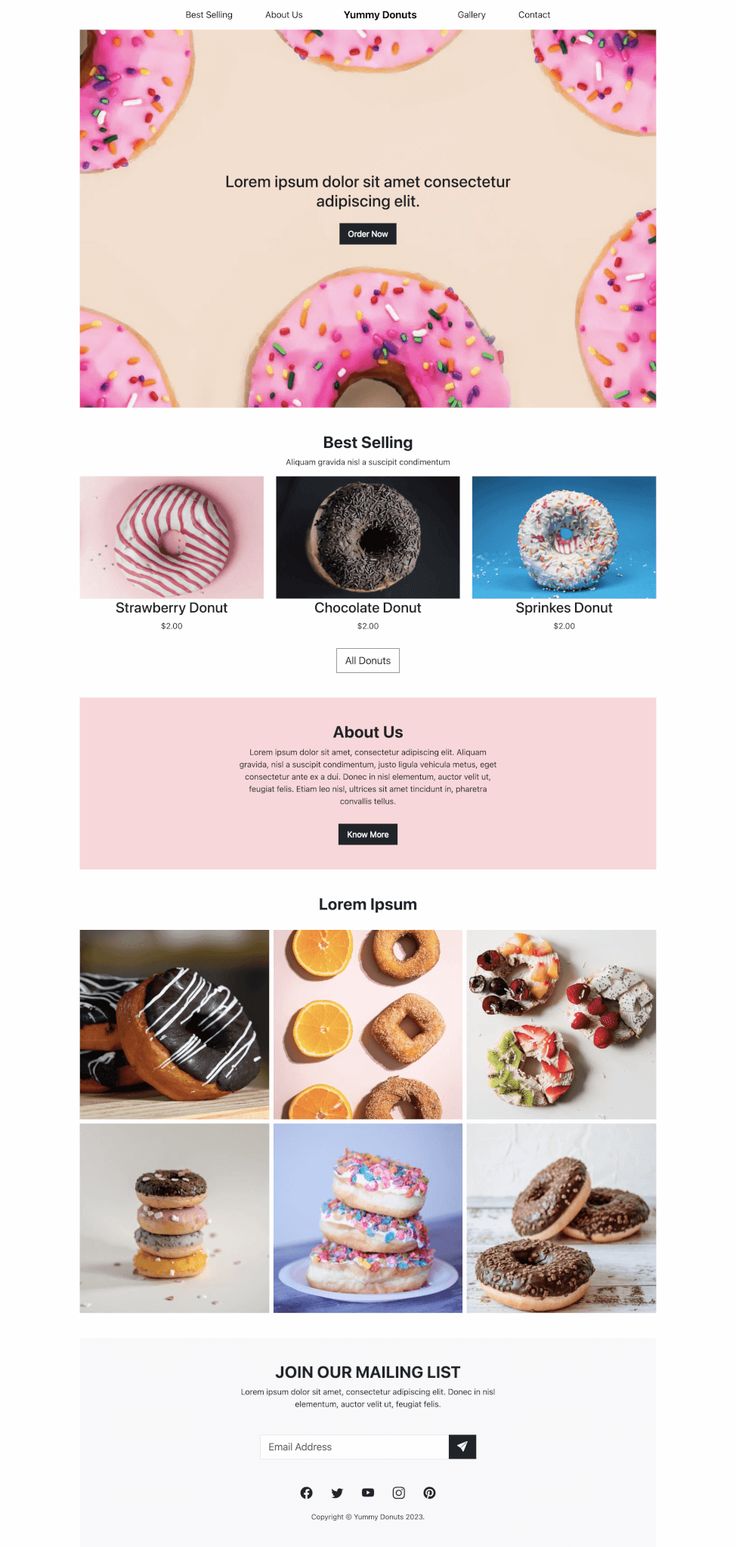 Best Selling About Us Yummy Donuts Gallery Contact
Lorem ipsum dolor sit amet consectetur
adipiscing elit.
Order Now
Best Selling
Aliquam gravida nisl a suscipit condimentum
Strawberry Donut Chocolate Donut Sprinkes Donut
$2.00 $2.00 $2.00
All Donuts
About Us
Lorem ipsum dolor sit amet, consectetur adipiscing elit. Aliquam
gravida, nisl a suscipit condimentum, justo ligula vehicula metus, eget
consectetur ante ex a dui. Donec in nisl elementum, auctor velit ut,
feugiat felis. Etiam leo nisl, ultrices sit amet tincidunt in, pharetra
convallis tellus.
Know More
Lorem Ipsum
JOIN OUR MAILING LIST
Lorem ipsum dolor sit amet, consectetur adipiscing elit. Donec in nisl
elementum, auctor velit ut, feugiat felis.
Email Address
Copyright © Yummy Donuts 2023.